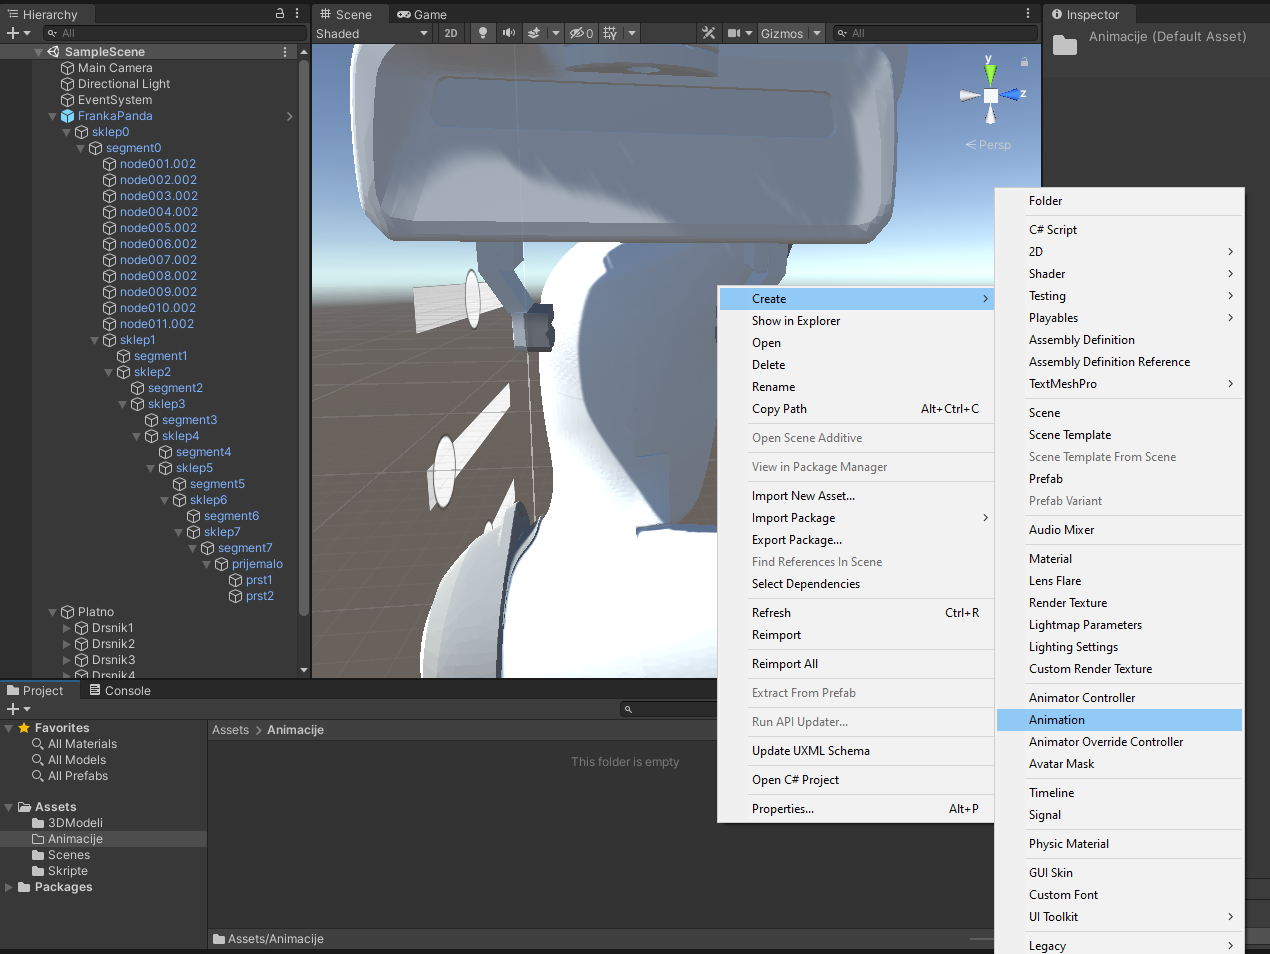 Hierarchy
All
SampleScene
Main Camera
Directional Light
EventSystem
FrankaPanda
sklep0
segment0
node001.002
node002.002
node003.002
node004.002
node005.002
node006.002
node007.002
node008.002
node009.002
node010.002
node011.002
sklep1
segment1
sklep2
segment2
sklep3
segment3
sklep4
segment4
sklep5
segment5
sklep6
segment6
sklep7
segment7
prijemalo
prst1
prst2
Platno
Drsnik1
Drsnik2
Drsnik3
Drsnik4
Scene Game
Shaded 2D 0 Gizmos All
y
z
Persp
Inspector
Animacije (Default Asset)
Project Console
Favorites
All Materials
All Models
All Prefabs
Assets
3DModeli
Animacije
Scenes
Skripte
Packages
Assets > Animacije
This folder is empty
Assets/Animacije
Create
Show in Explorer
Open
Delete
Rename
Copy Path Alt+Ctrl+C
Open Scene Additive
View in Package Manager
Import New Asset...
Import Package
Export Package...
Find References In Scene
Select Dependencies
Refresh Ctrl+R
Reimport
Reimport All
Extract From Prefab
Run API Updater...
Update UXML Schema
Open C# Project
Properties... Alt+P
Folder
C# Script
2D
Shader
Testing
Playables
Assembly Definition
Assembly Definition Reference
TextMeshPro
Scene
Scene Template
Scene Template From Scene
Prefab
Prefab Variant
Audio Mixer
Material
Lens Flare
Render Texture
Lightmap Parameters
Lighting Settings
Custom Render Texture
Animator Controller
Animation
Animator Override Controller
Avatar Mask
Timeline
Signal
Physic Material
GUI Skin
Custom Font
UI Toolkit
Legacy